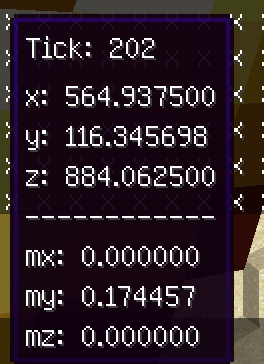 Tick: 202
x: 564.937500
y: 116.345698
z: 884.062500
------------
mx: 0.000000
my: 0.174457
mz: 0.000000